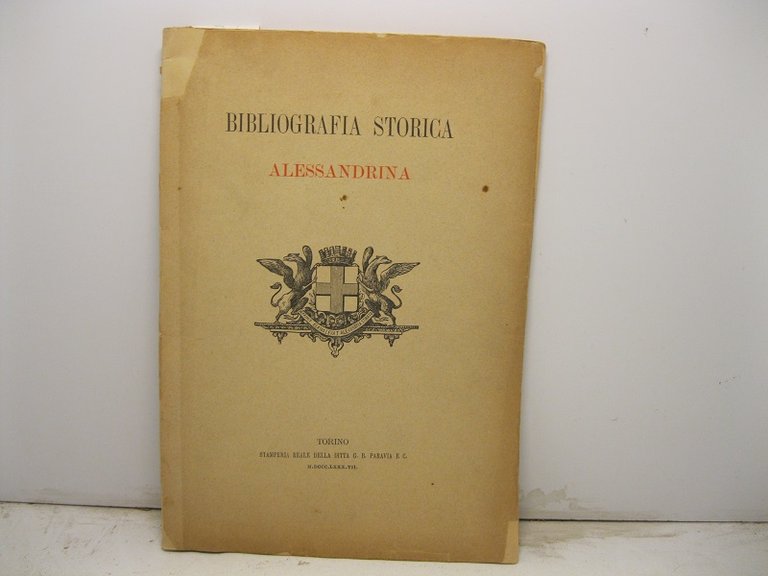 BIBLIOGRAFIA STORICA
ALESSANDRINA
TORINO
STAMPERIA REALE DELLA DITTA G. B. PARAVIA E C.
M.DCCC.LXXX.VII.